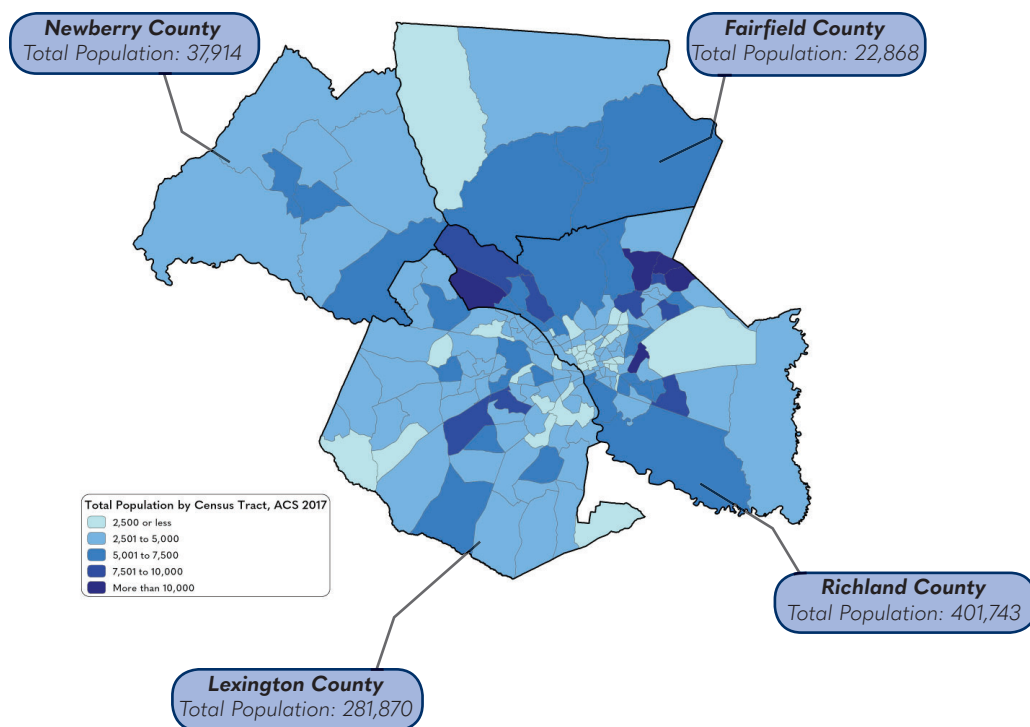 Newberry County
Total Population: 37,914
Fairfield County
Total Population: 22,868
Total Population by Census Tract, ACS 2017
2,500 or less
2,501 to 5,000
5,001 to 7,500
7,501 to 10,000
More than 10,000
Richland County
Total Population: 401,743
Lexington County
Total Population: 281,870